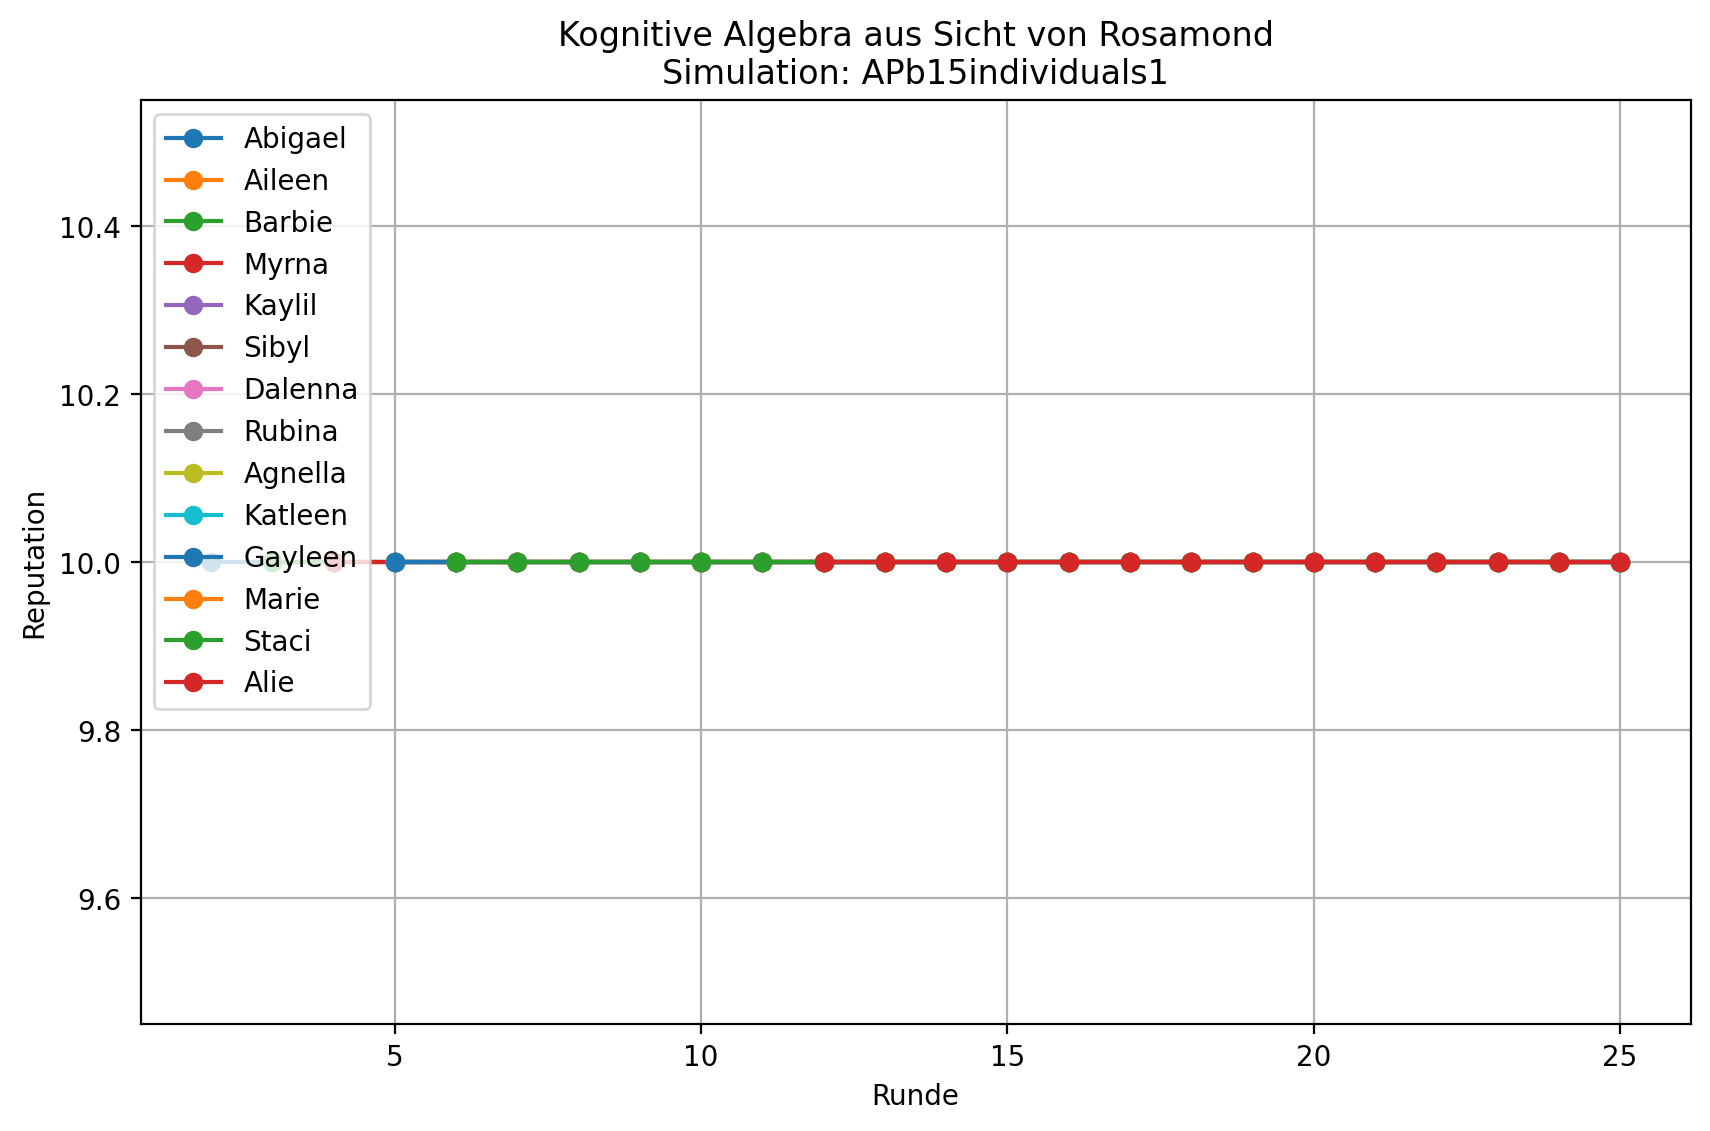 Kognitive Algebra aus Sicht von Rosamond
Simulation: APb15individuals1
Abigael
Aileen
Barbie
Myrna
Kaylil
Sibyl
Dalenna
Rubina
Agnella
Katleen
Gayleen
Marie
Staci
Alie
10.4
10.2
10.0
9.8
9.6
Reputation
5 10 15 20 25
Runde